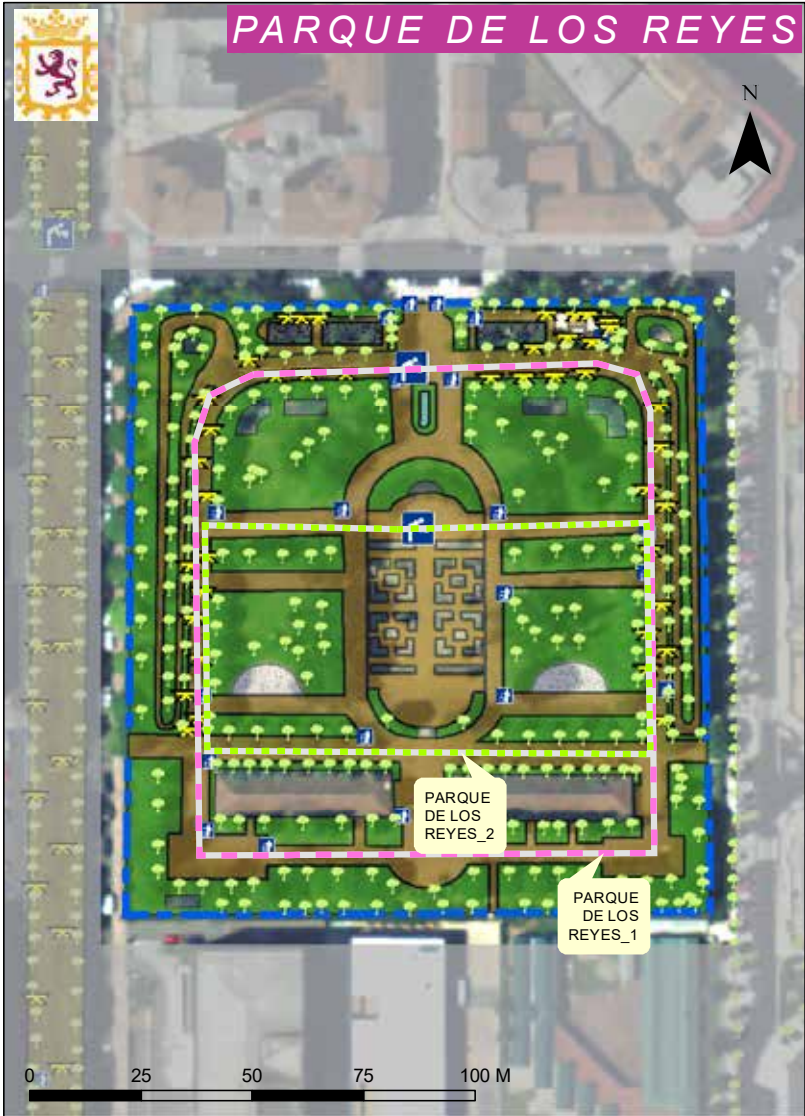 PARQUE DE LOS REYES
N
PARQUE
DE LOS
REYES_2
PARQUE
DE LOS
REYES_1
0 25 50 75 100 M